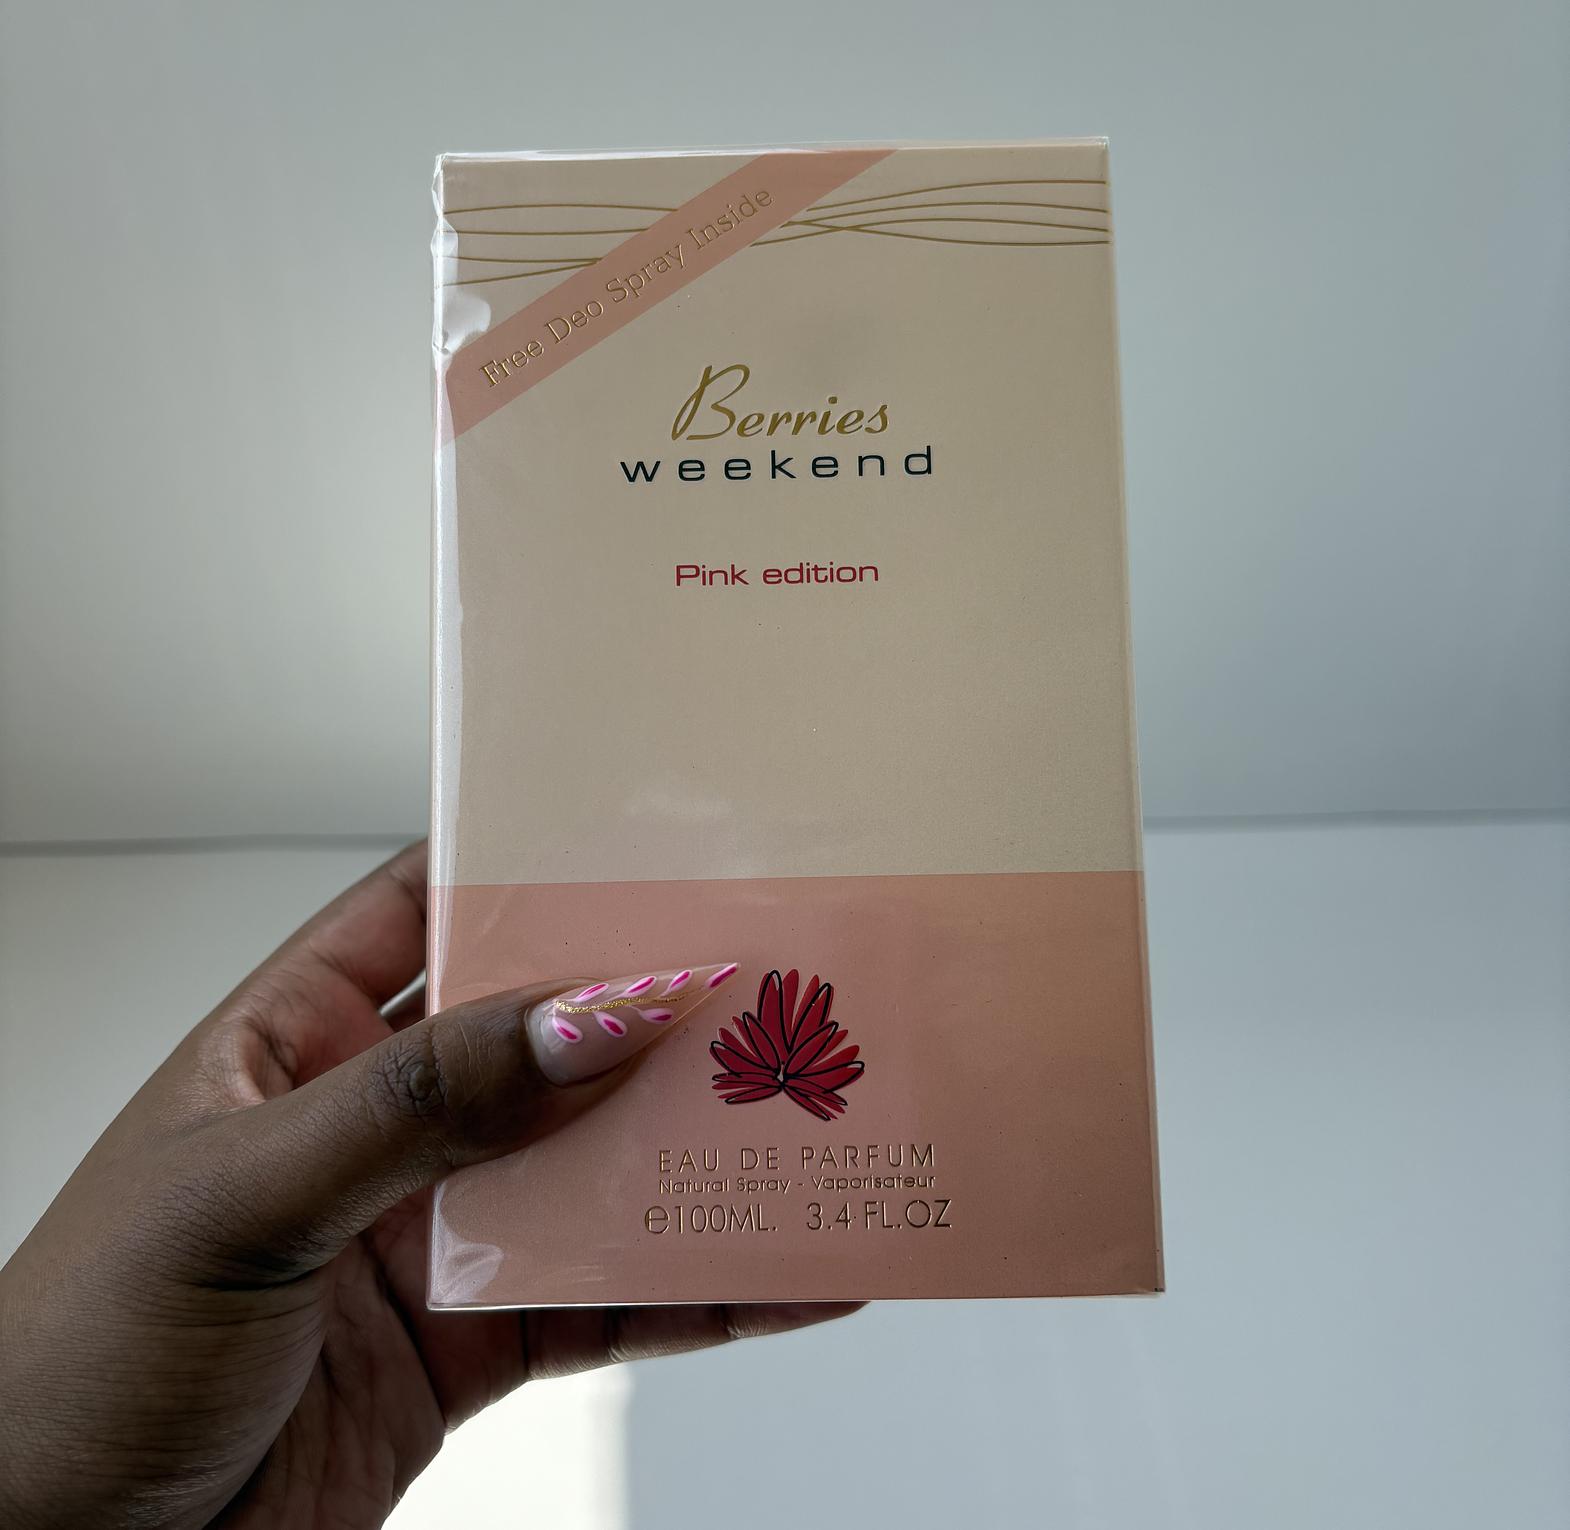 Free Deo Spray Inside
Berries
weekend
Pink edition
EAU DE PARFUM
Natural Spray - Vaporisateur
℮100ML. 3.4 FL.OZ